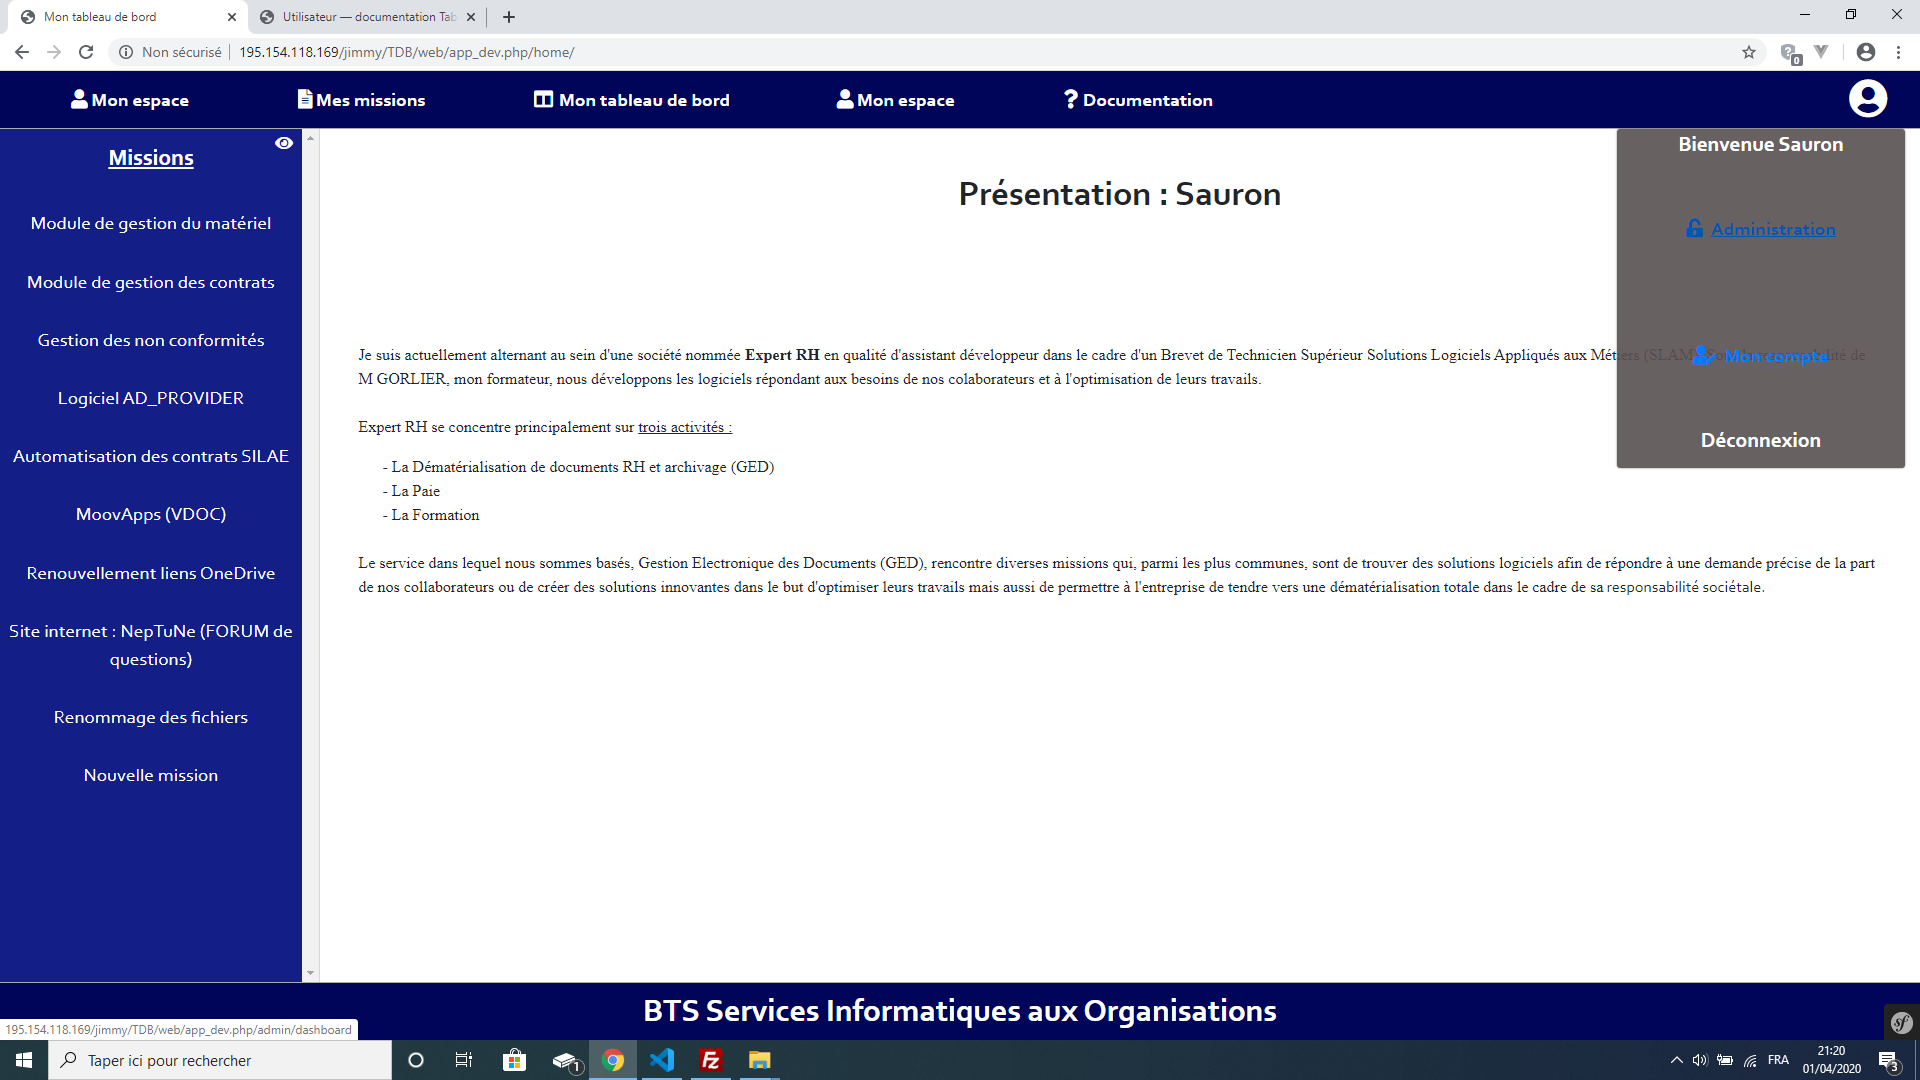 Mon tableau de bord
Utilisateur — documentation Tab
Non sécurisé
195.154.118.169/jimmy/TDB/web/app_dev.php/home/
0
Mon espace
Mes missions
Mon tableau de bord
Mon espace
Documentation
Missions
Module de gestion du matériel
Module de gestion des contrats
Gestion des non conformités
Logiciel AD_PROVIDER
Automatisation des contrats SILAE
MoovApps (VDOC)
Renouvellement liens OneDrive
Site internet : NepTuNe (FORUM de
questions)
Renommage des fichiers
Nouvelle mission
Présentation : Sauron
Je suis actuellement alternant au sein d'une société nommée Expert RH en qualité d'assistant développeur dans le cadre d'un Brevet de Technicien Supérieur Solutions Logiciels Appliqués aux Métiers (SLAM) de
M GORLIER, mon formateur, nous développons les logiciels répondant aux besoins de nos colaborateurs et à l'optimisation de leurs travails.
Expert RH se concentre principalement sur trois activités :
- La Dématérialisation de documents RH et archivage (GED)
- La Paie
- La Formation
Le service dans lequel nous sommes basés, Gestion Electronique des Documents (GED), rencontre diverses missions qui, parmi les plus communes, sont de trouver des solutions logiciels afin de répondre à une demande précise de la part
de nos collaborateurs ou de créer des solutions innovantes dans le but d'optimiser leurs travails mais aussi de permettre à l'entreprise de tendre vers une dématérialisation totale dans le cadre de sa responsabilité sociétale.
Bienvenue Sauron
Administration
Mon compte
Déconnexion
BTS Services Informatiques aux Organisations
sf
195.154.118.169/jimmy/TDB/web/app_dev.php/admin/dashboard
Taper ici pour rechercher
1
Fz
FRA
21:20
01/04/2020
3